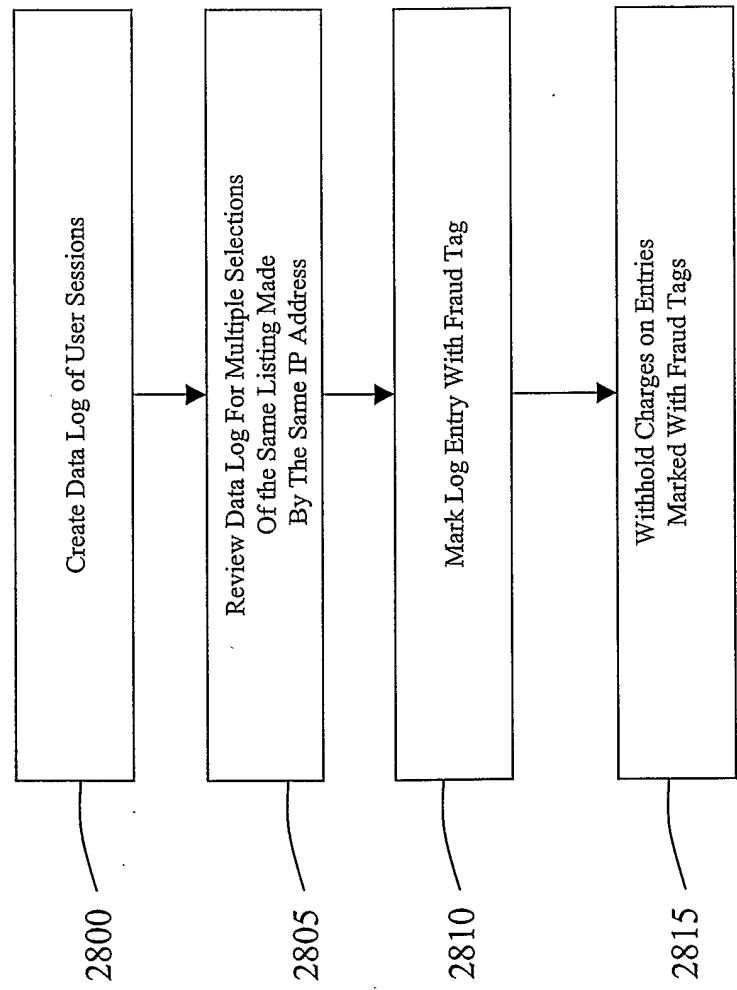 2800
Create Data Log of User Sessions
2805
Review Data Log For Multiple Selections
Of the Same Listing Made
By The Same IP Address
2810
Mark Log Entry With Fraud Tag
2815
Withhold Charges on Entries
Marked With Fraud Tags